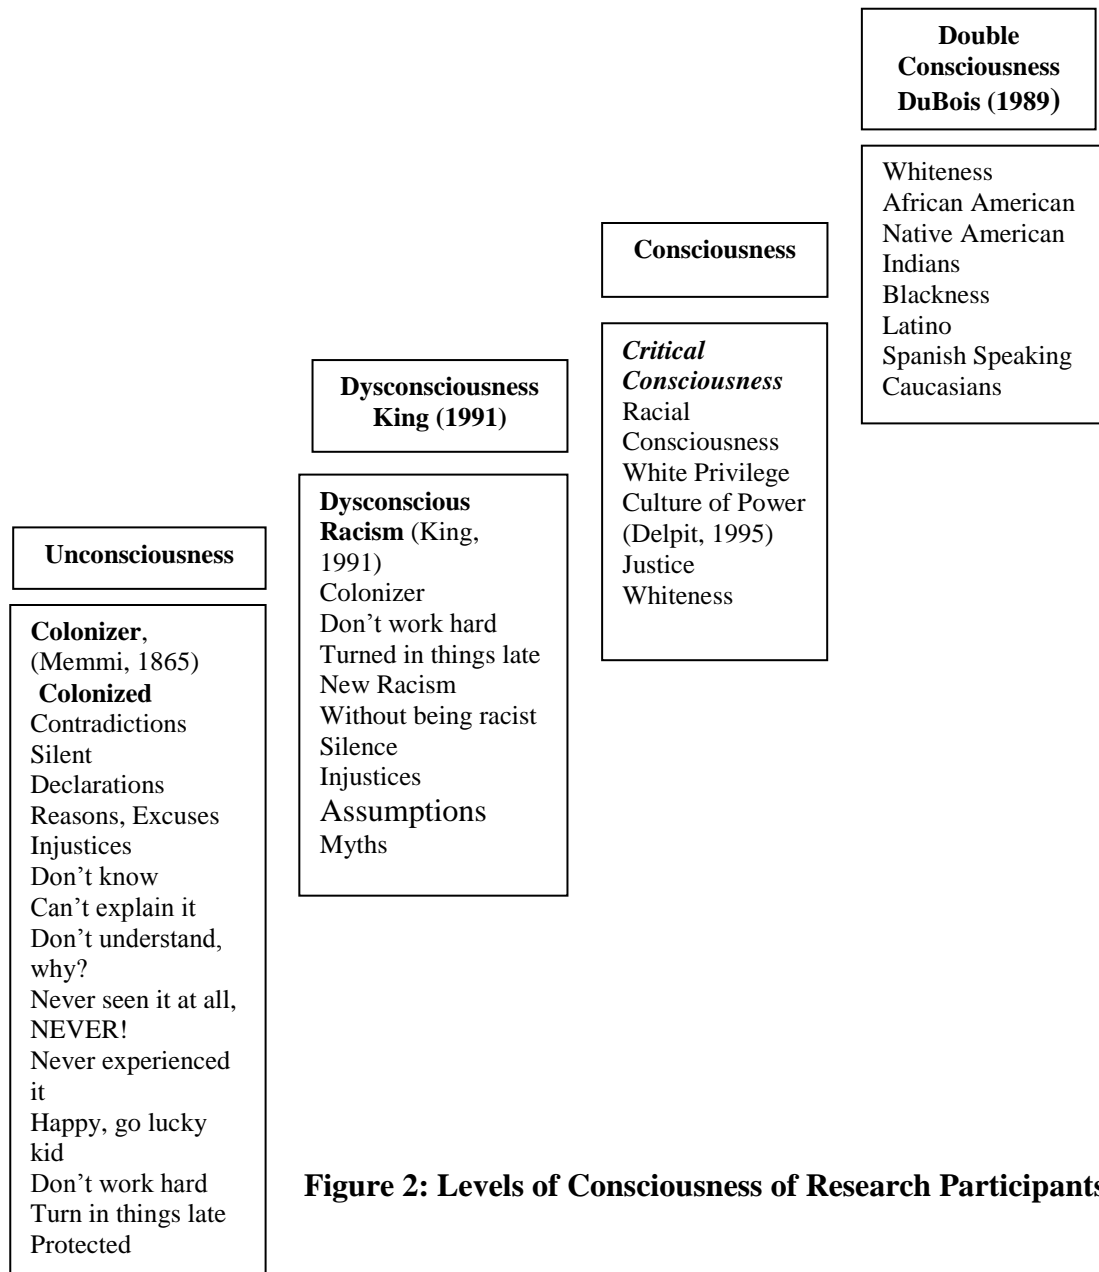 Double
Consciousness
DuBois (1989)
Whiteness
African American
Native American
Indians
Blackness
Latino
Spanish Speaking
Caucasians
Consciousness
Critical
Consciousness
Racial
Consciousness
White Privilege
Culture of Power
(Delpit, 1995)
Justice
Whiteness
Dysconsciousness
King (1991)
Dysconscious
Racism (King,
1991)
Colonizer
Don’t work hard
Turned in things late
New Racism
Without being racist
Silence
Injustices
Assumptions
Myths
Unconsciousness
Colonizer,
(Memmi, 1865)
Colonized
Contradictions
Silent
Declarations
Reasons, Excuses
Injustices
Don’t know
Can’t explain it
Don’t understand,
why?
Never seen it at all,
NEVER!
Never experienced
it
Happy, go lucky
kid
Don’t work hard
Turn in things late
Protected
Figure 2: Levels of Consciousness of Research Participants